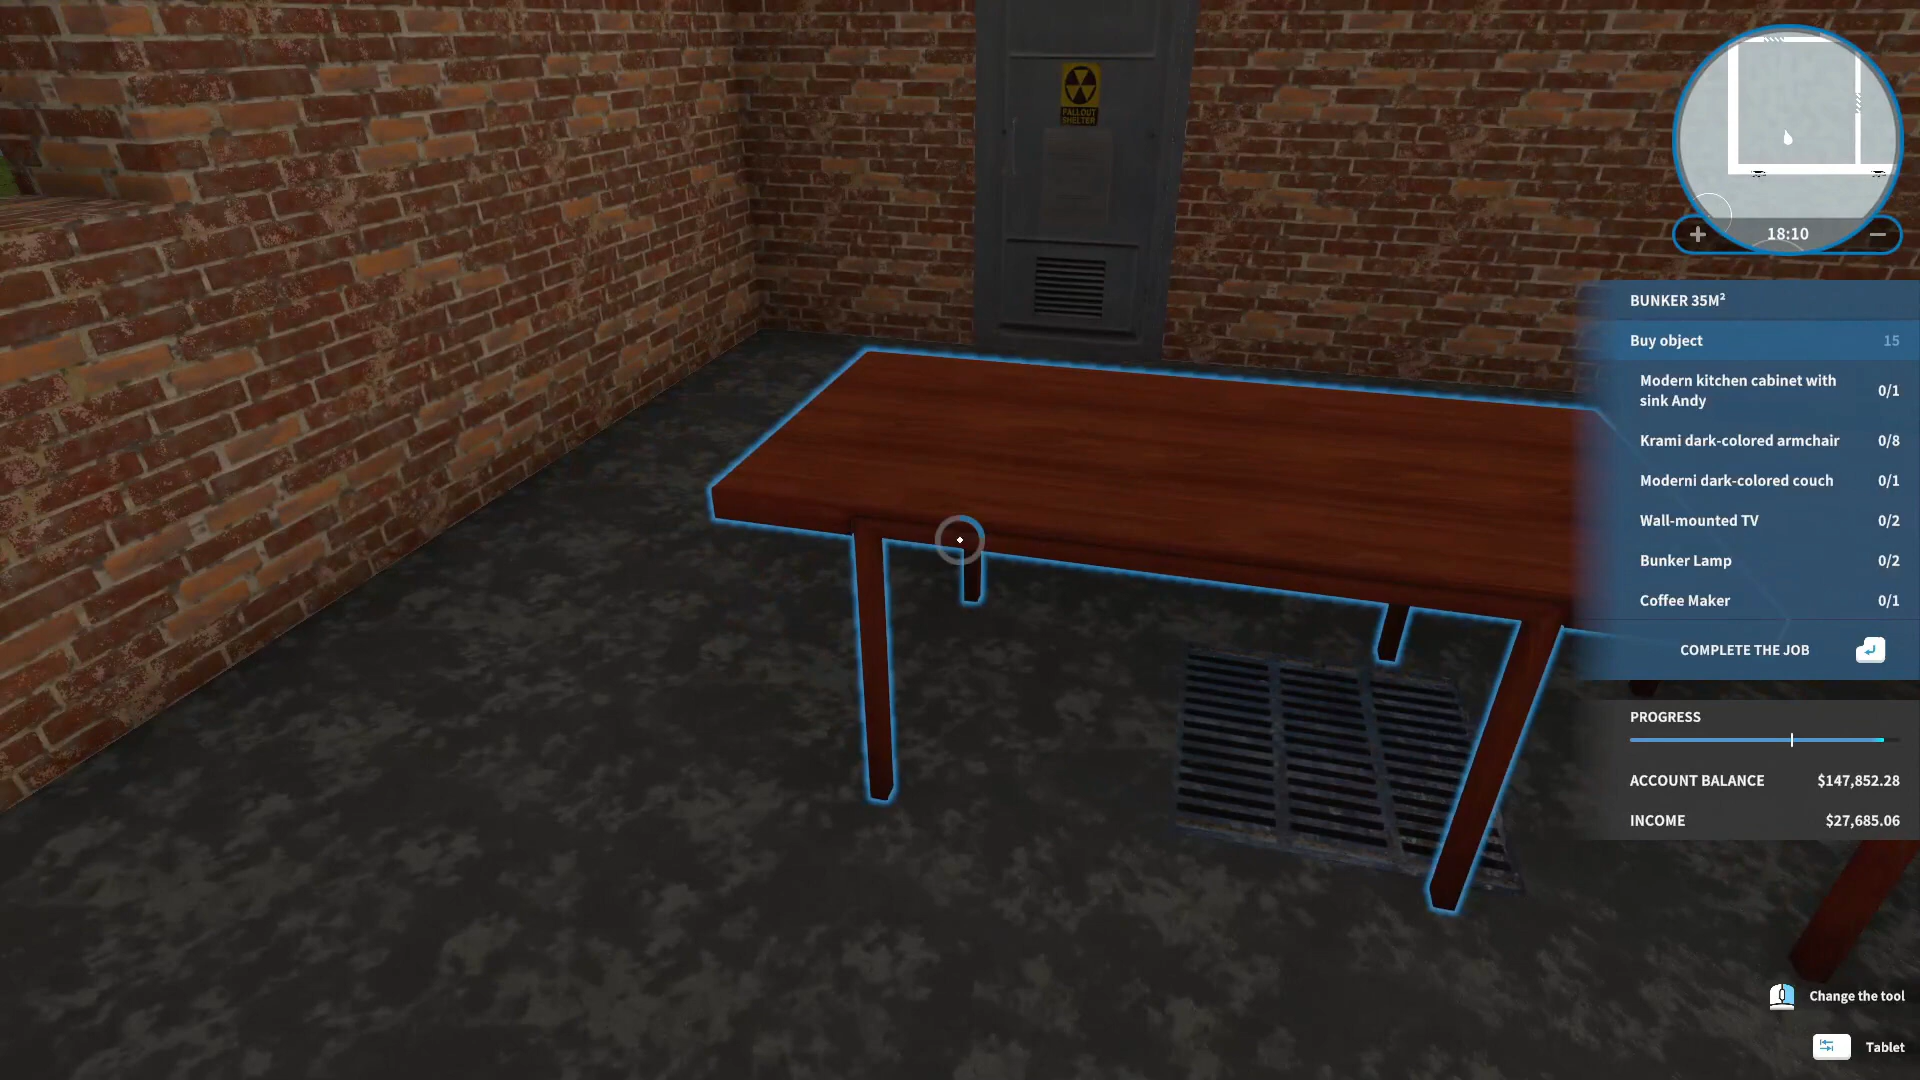 FALLOUT
SHELTER
18:10
BUNKER 35M²
Buy object 15
Modern kitchen cabinet with
sink Andy 0/1
Krami dark-colored armchair 0/8
Moderni dark-colored couch 0/1
Wall-mounted TV 0/2
Bunker Lamp 0/2
Coffee Maker 0/1
COMPLETE THE JOB
PROGRESS
ACCOUNT BALANCE $147,852.28
INCOME $27,685.06
Change the tool
Tablet